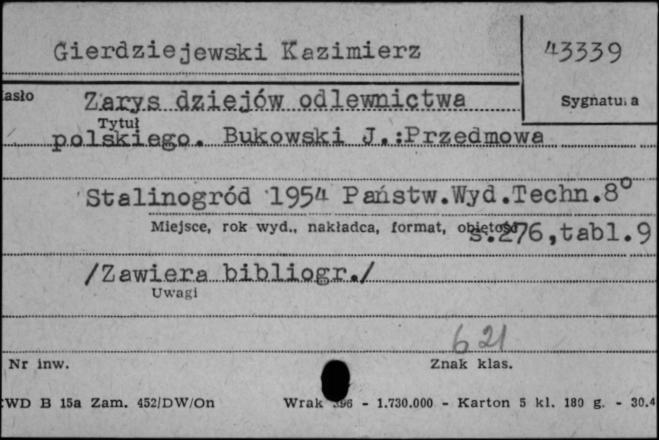 Gierdziejewski Kazimierz 43339
asło Zarys dziejów odlewnictwa Sygnatura
Tytuł
polskiego. Bukowski J.:Przedmowa
Stalinogród 1954 Państw.Wyd.Techn.8°
Miejsce, rok wyd., nakładca, format, objętość
s.276,tabl.9
/Zawiera bibliogr./
Uwagi
621
Nr inw. Znak klas.
WD B 15a Zam. 452/DW/On Wrak 396 - 1.730.000 - Karton 5 kl. 180 g. - 30.4